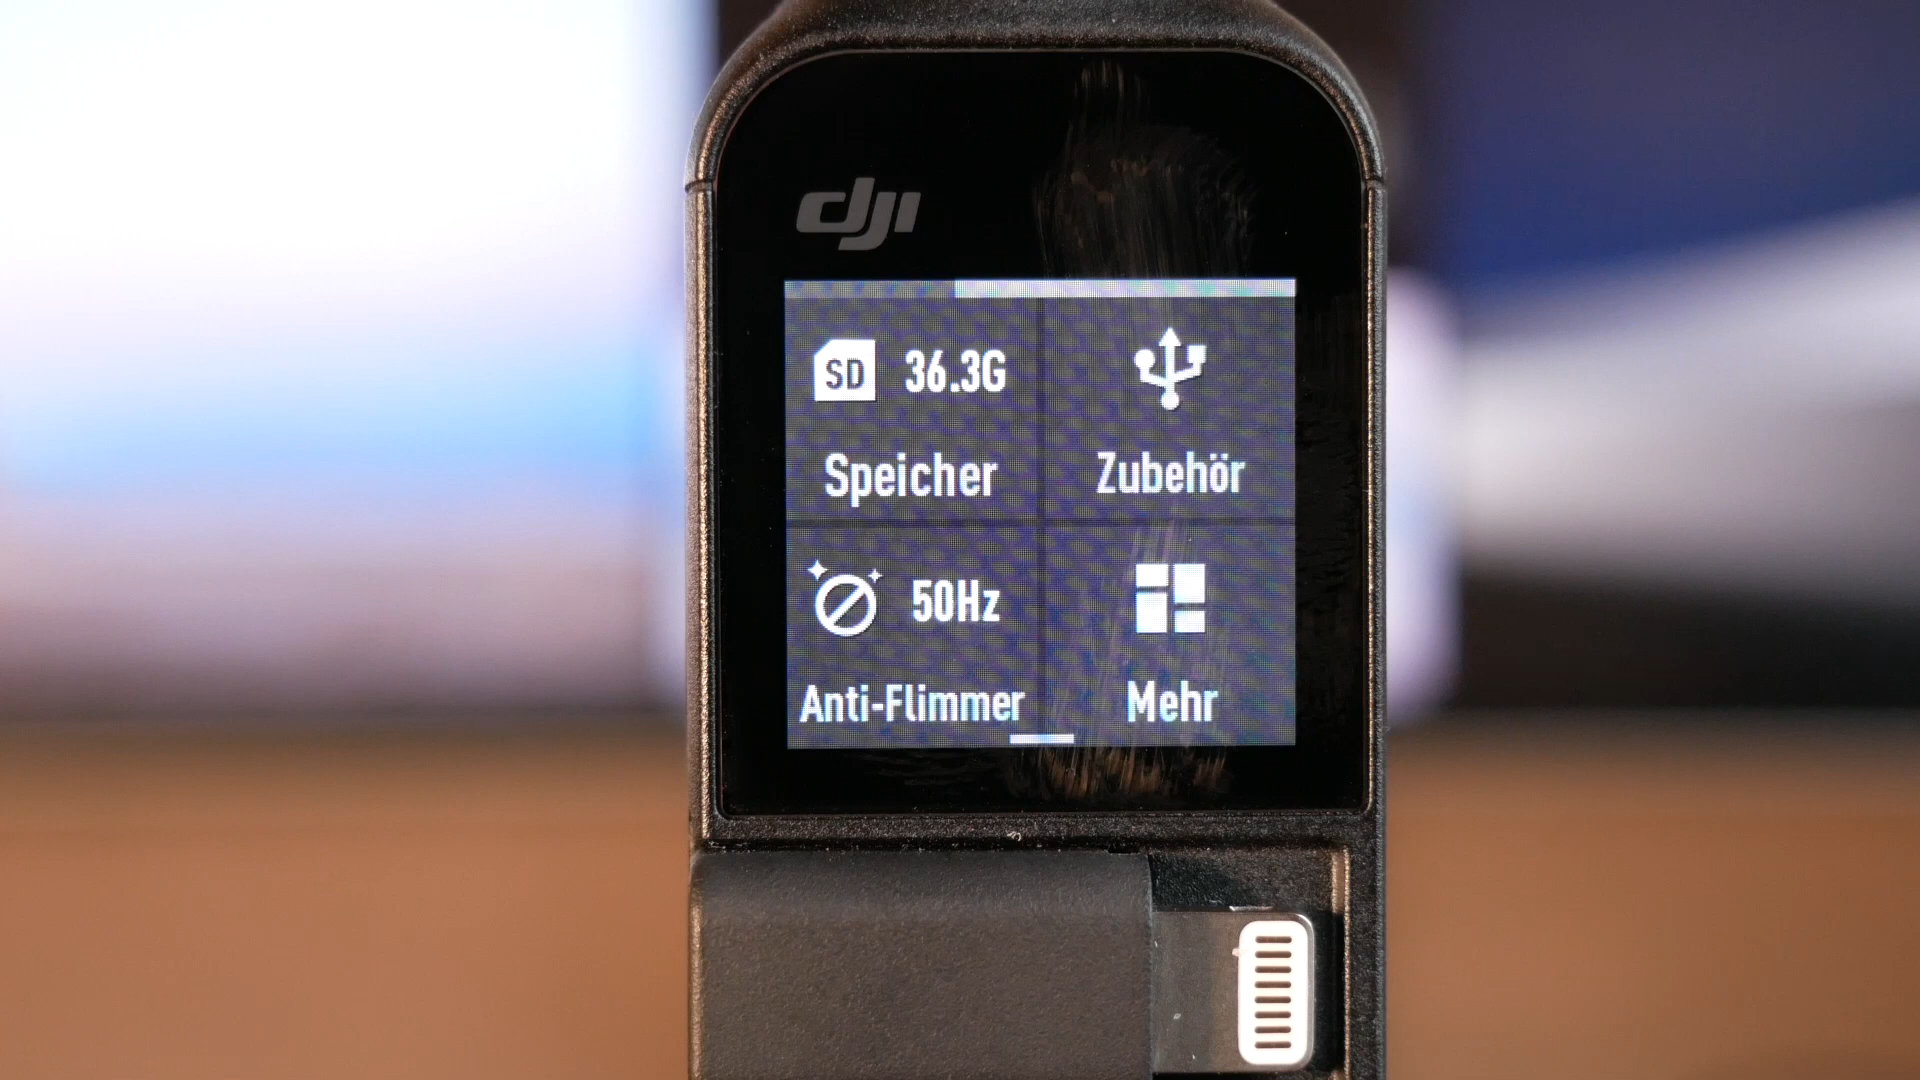 dji
SD 36.3G
Speicher
Zubehör
50Hz
Anti-Flimmer
Mehr